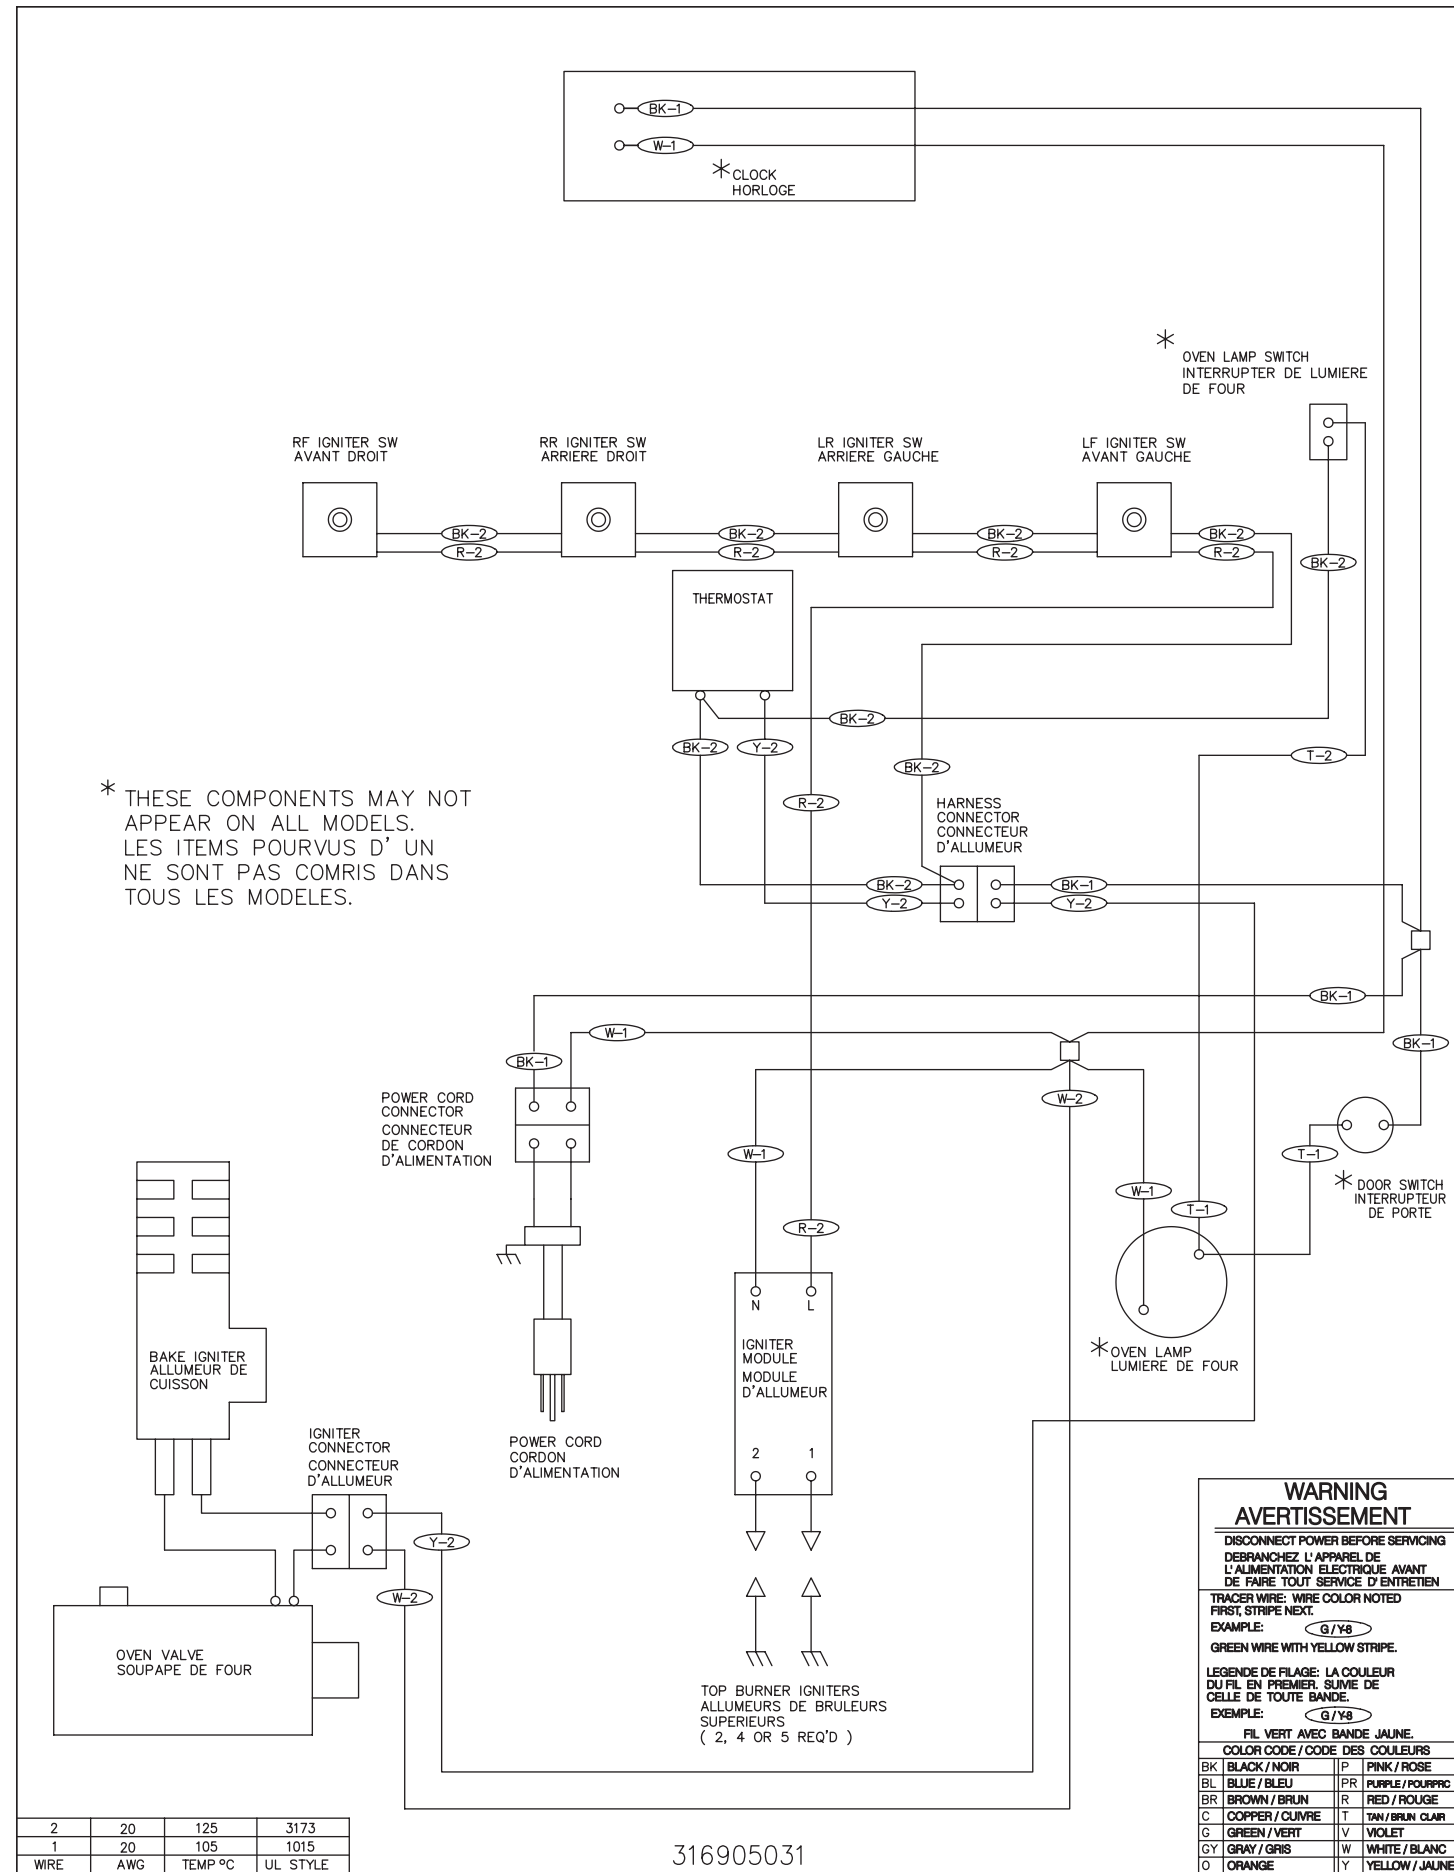 BK-1
W-1
* CLOCK
HORLOGE
* OVEN LAMP SWITCH
INTERRUPTER DE LUMIERE
DE FOUR
RF IGNITER SW
AVANT DROIT
RR IGNITER SW
ARRIERE DROIT
LR IGNITER SW
ARRIERE GAUCHE
LF IGNITER SW
AVANT GAUCHE
BK-2
R-2
BK-2
R-2
BK-2
R-2
BK-2
R-2
BK-2
THERMOSTAT
BK-2
BK-2
Y-2
BK-2
T-2
R-2
* THESE COMPONENTS MAY NOT
APPEAR ON ALL MODELS.
LES ITEMS POURVUS D' UN
NE SONT PAS COMRIS DANS
TOUS LES MODELES.
HARNESS
CONNECTOR
CONNECTEUR
D'ALLUMEUR
BK-2
BK-1
Y-2
Y-2
BK-1
W-1
BK-1
BK-1
W-2
POWER CORD
CONNECTOR
CONNECTEUR
DE CORDON
D'ALIMENTATION
W-1
T-1
* DOOR SWITCH
INTERRUPTEUR
DE PORTE
W-1
T-1
R-2
N
L
IGNITER
MODULE
MODULE
D'ALLUMEUR
2
1
* OVEN LAMP
LUMIERE DE FOUR
BAKE IGNITER
ALLUMEUR DE
CUISSON
POWER CORD
CORDON
D'ALIMENTATION
IGNITER
CONNECTOR
CONNECTEUR
D'ALLUMEUR
Y-2
W-2
OVEN VALVE
SOUPAPE DE FOUR
TOP BURNER IGNITERS
ALLUMEURS DE BRULEURS
SUPERIEURS
( 2, 4 OR 5 REQ'D )
WARNING
AVERTISSEMENT
DISCONNECT POWER BEFORE SERVICING
DEBRANCHEZ L' APPAREL DE
L' ALIMENTATION ELECTRIQUE AVANT
DE FAIRE TOUT SERVICE D' ENTRETIEN
TRACER WIRE: WIRE COLOR NOTED
FIRST, STRIPE NEXT.
EXAMPLE: G / Y-8
GREEN WIRE WITH YELLOW STRIPE.
LEGENDE DE FILAGE: LA COULEUR
DU FIL EN PREMIER. SUIVIE DE
CELLE DE TOUTE BANDE.
EXEMPLE: G / Y-8
FIL VERT AVEC BANDE JAUNE.
COLOR CODE / CODE DES COULEURS
BK BLACK / NOIR P PINK / ROSE
BL BLUE / BLEU PR PURPLE / POURPRC
BR BROWN / BRUN R RED / ROUGE
C COPPER / CUIVRE T TAN / BRUN CLAIR
G GREEN / VERT V VIOLET
GY GRAY / GRIS W WHITE / BLANC
O ORANGE Y YELLOW / JAUNE
2 20 125 3173
1 20 105 1015
WIRE AWG TEMP °C UL STYLE
316905031